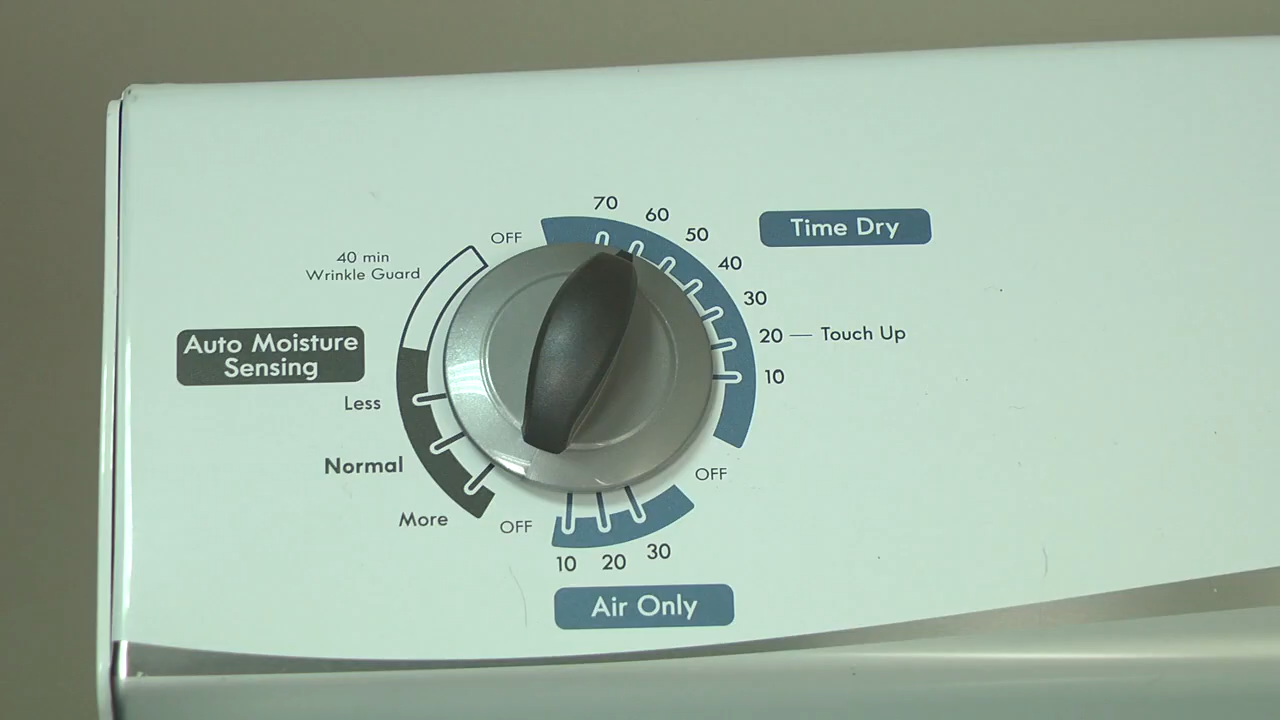 70
60
50
40
30
20 — Touch Up
10
OFF
Time Dry
OFF
40 min
Wrinkle Guard
Auto Moisture
Sensing
Less
Normal
More
OFF
10 20 30
Air Only